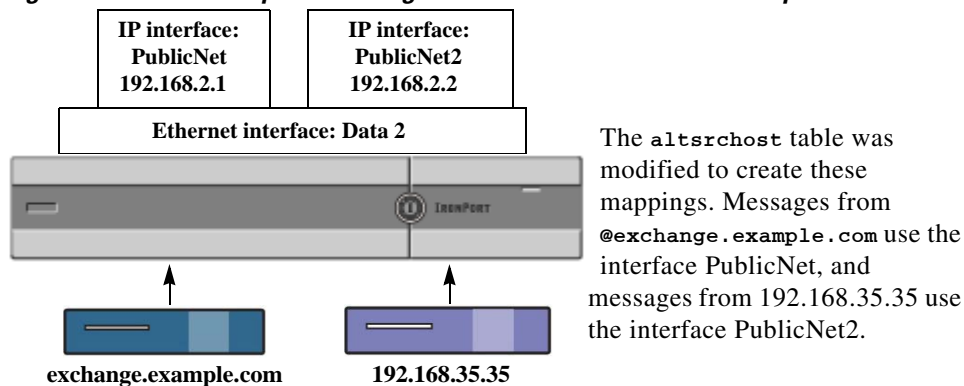 IP interface:
PublicNet
192.168.2.1
IP interface:
PublicNet2
192.168.2.2
Ethernet interface: Data 2
IRONPORT
The altsrchost table was
modified to create these
mappings. Messages from
@exchange.example.com use the
interface PublicNet, and
messages from 192.168.35.35 use
the interface PublicNet2.
exchange.example.com
192.168.35.35